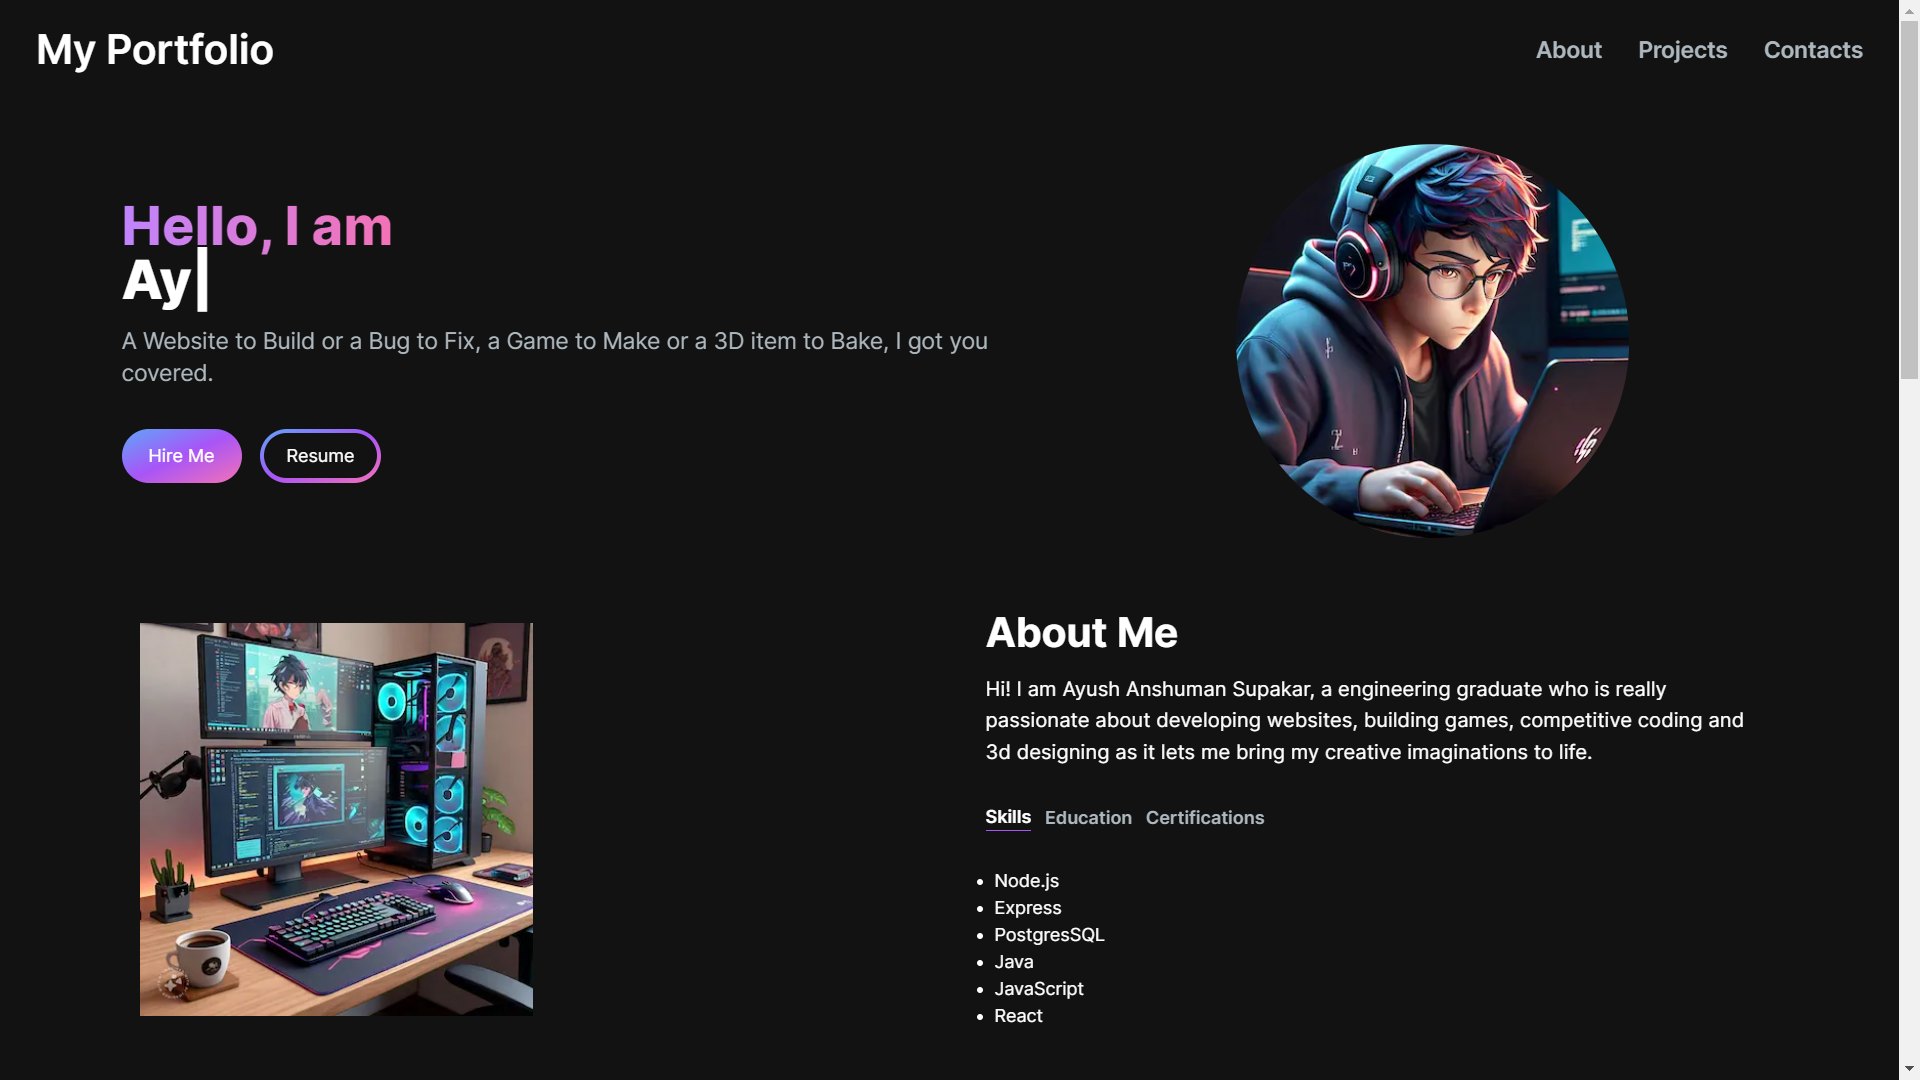 My Portfolio
About
Projects
Contacts
Hello, I am
Ay
A Website to Build or a Bug to Fix, a Game to Make or a 3D item to Bake, I got you
covered.
Hire Me
Resume
About Me
Hi! I am Ayush Anshuman Supakar, a engineering graduate who is really
passionate about developing websites, building games, competitive coding and
3d designing as it lets me bring my creative imaginations to life.
Skills
Education
Certifications
Node.js
Express
PostgresSQL
Java
JavaScript
React